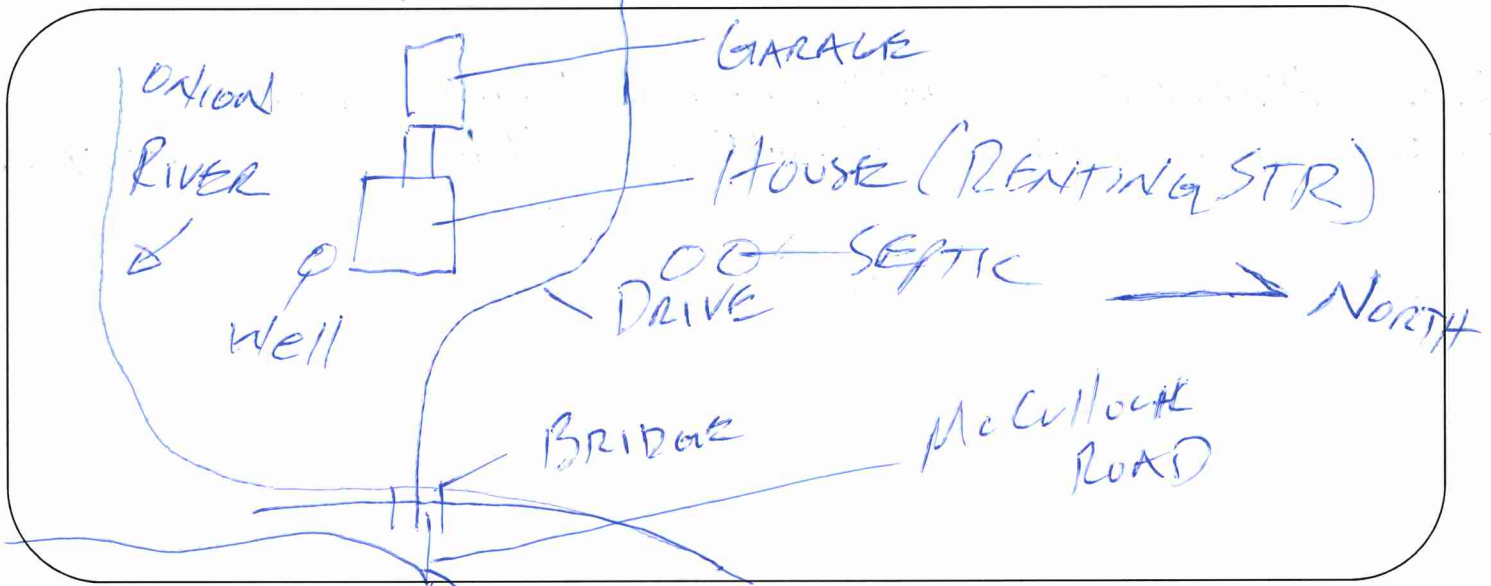 GARAGE
ONION
RIVER
HOUSE (RENTING STR)
SEPTIC
DRIVE
NORTH
Well
BRIDGE
McCulloch
ROAD